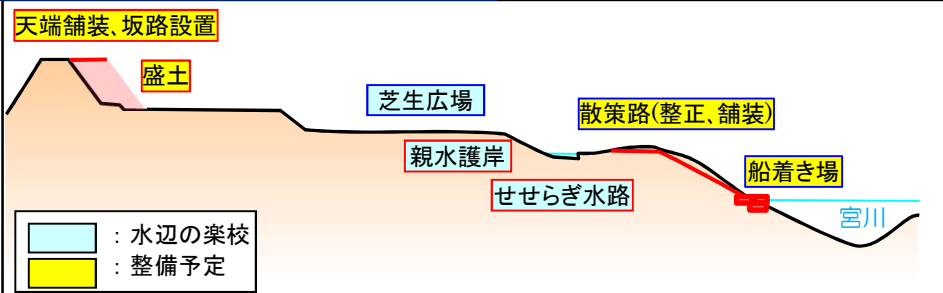 天端舗装、坂路設置
盛土
芝生広場
散策路(整正、舗装)
親水護岸
船着き場
せせらぎ水路
宮川
：水辺の楽校
：整備予定